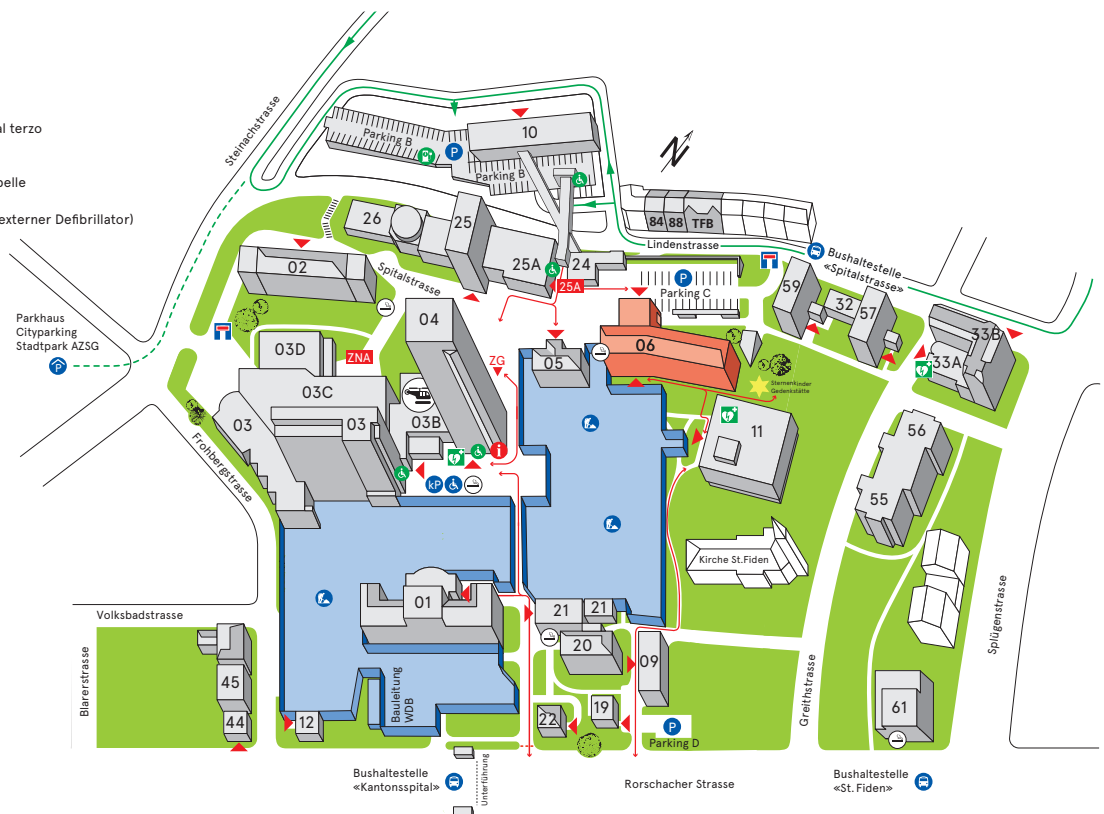 al terzo
pelle
externer Defibrillator)
Steinachstrasse
Parking B
10
P
Parking B
N
84 88 TFB
Lindenstrasse
Bushaltestelle
«Spitalstrasse»
26
25
25A
24
25A
P
Parking C
02
Spitalstrasse
59
32
57
33B
33A
Parkhaus
Cityparking
Stadtpark AZSG
P
04
03D
ZNA
ZG
05
06
Sternenkinder
Gedenkstätte
03C
03
03
03B
i
kP
11
56
55
Frohbergstrasse
Kirche St.Fiden
01
21
21
20
09
Volksbadstrasse
Blarerstrasse
45
44
12
Bauleitung
WDB
22
19
P
Parking D
Greithstrasse
Splügenstrasse
61
Bushaltestelle
«Kantonsspital»
Unterführung
Rorschacher Strasse
Bushaltestelle
«St. Fiden»